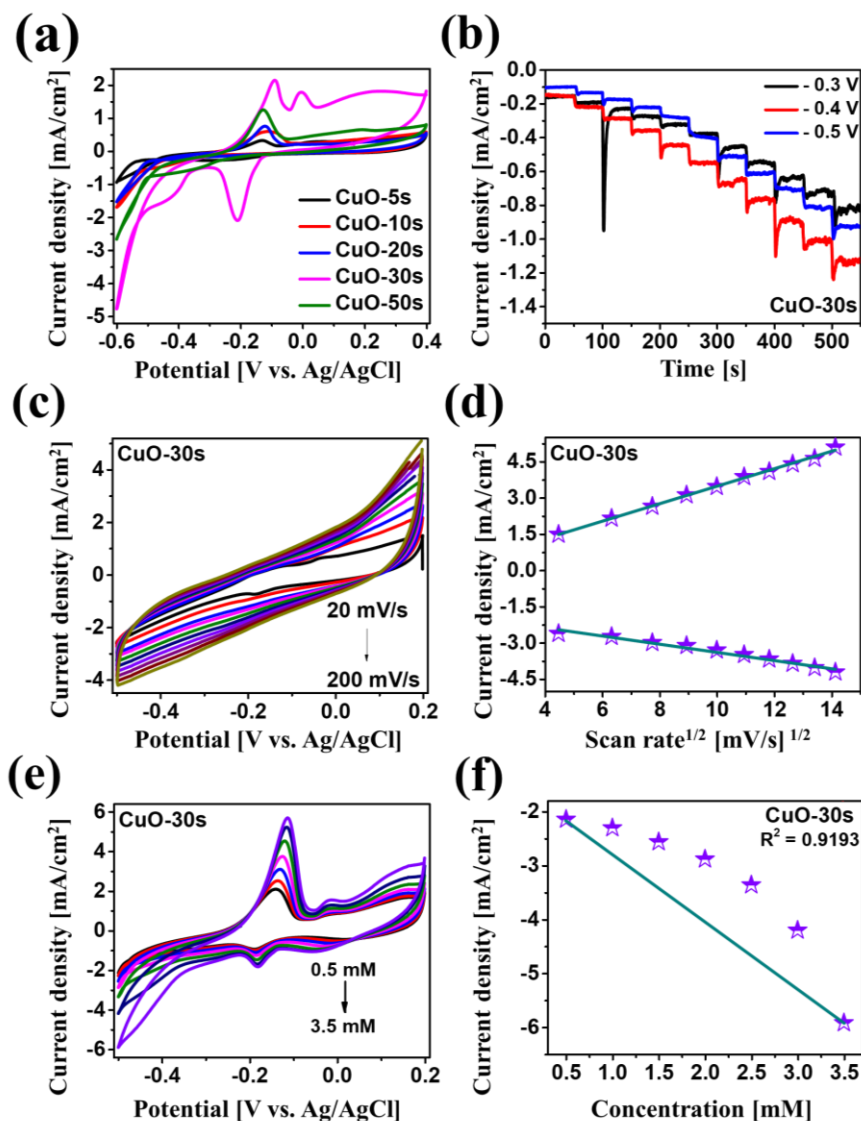 (a)
Current density [mA/cm²]
2
1
0
-1
-2
-3
-4
-5
CuO-5s
CuO-10s
CuO-20s
CuO-30s
CuO-50s
-0.6 -0.4 -0.2 0.0 0.2 0.4
Potential [V vs. Ag/AgCl]
(b)
Current density [mA/cm²]
0.0
-0.2
-0.4
-0.6
-0.8
-1.0
-1.2
-1.4
- 0.3 V
- 0.4 V
- 0.5 V
CuO-30s
0 100 200 300 400 500
Time [s]
(c)
CuO-30s
Current density [mA/cm²]
4
2
0
-2
-4
20 mV/s
200 mV/s
-0.4 -0.2 0.0 0.2
Potential [V vs. Ag/AgCl]
(d)
CuO-30s
Current density [mA/cm²]
4.5
3.0
1.5
0.0
-1.5
-3.0
-4.5
4 6 8 10 12 14
Scan rate¹/² [mV/s] ¹/²
(e)
CuO-30s
Current density [mA/cm²]
6
4
2
0
-2
-4
-6
0.5 mM
3.5 mM
-0.4 -0.2 0.0 0.2
Potential [V vs. Ag/AgCl]
(f)
CuO-30s
R² = 0.9193
Current density [mA/cm²]
-2
-3
-4
-5
-6
0.5 1.0 1.5 2.0 2.5 3.0 3.5
Concentration [mM]